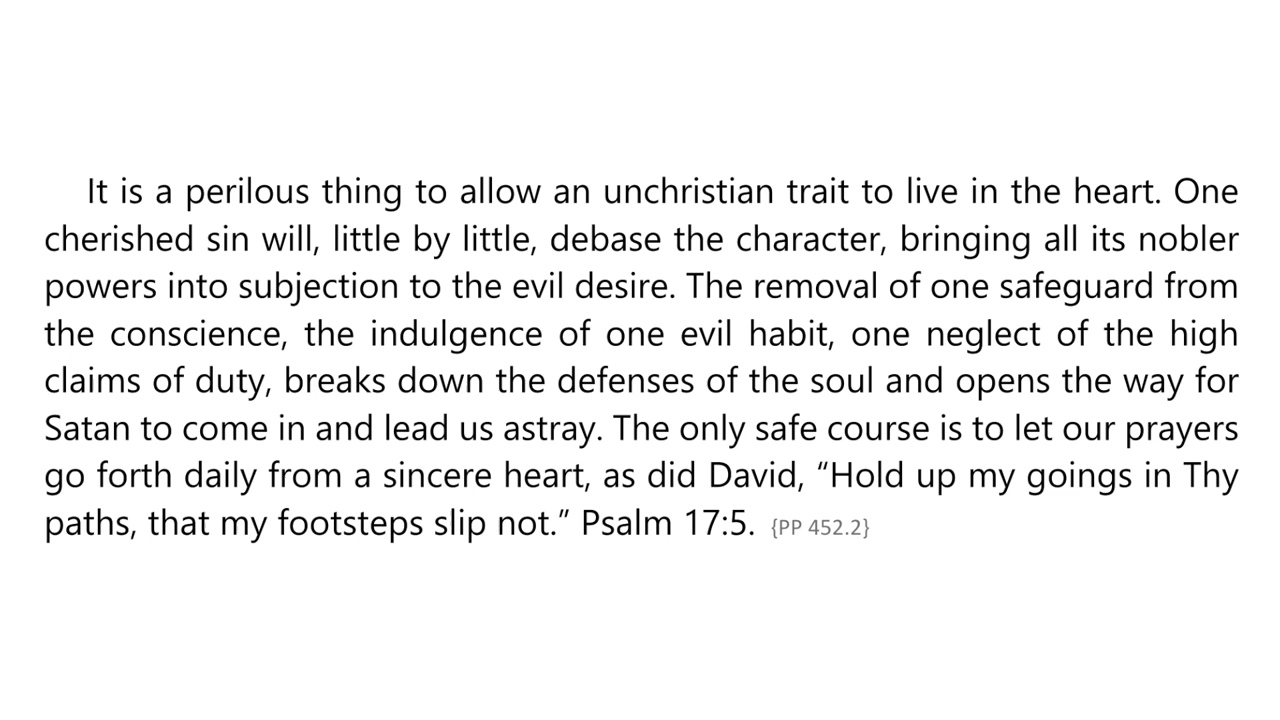 It is a perilous thing to allow an unchristian trait to live in the heart. One
cherished sin will, little by little, debase the character, bringing all its nobler
powers into subjection to the evil desire. The removal of one safeguard from
the conscience, the indulgence of one evil habit, one neglect of the high
claims of duty, breaks down the defenses of the soul and opens the way for
Satan to come in and lead us astray. The only safe course is to let our prayers
go forth daily from a sincere heart, as did David, “Hold up my goings in Thy
paths, that my footsteps slip not.” Psalm 17:5. {PP 452.2}